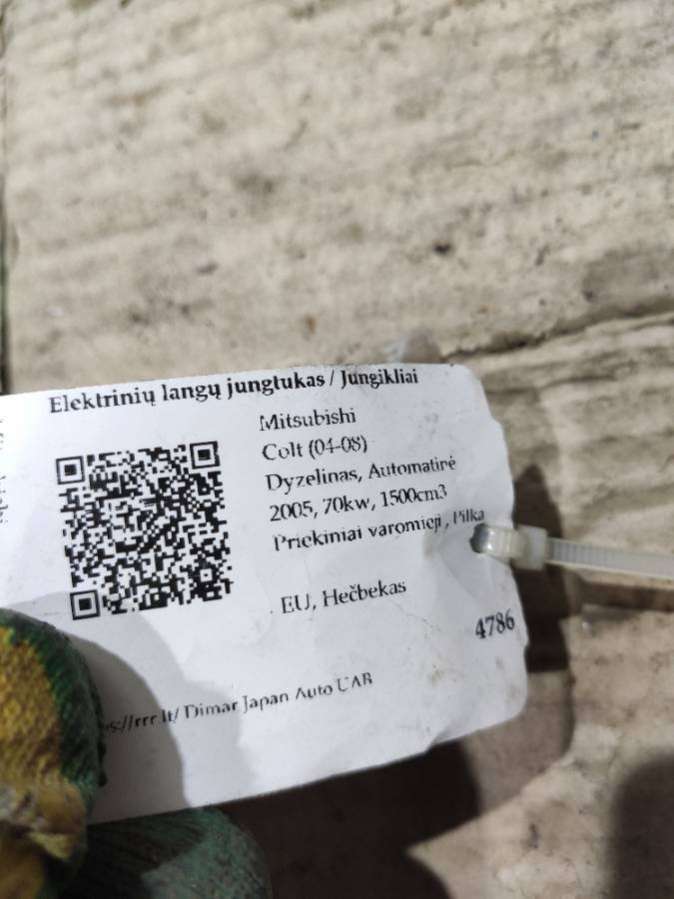 Elektrinių langų jungtukas / Jungikliai
Mitsubishi
Colt (04-08)
Dyzelinas, Automatinė
2005, 70kw, 1500cm3
Priekiniai varomieji , Pilka
EU, Hečbekas
4786
s://rrr.lt/ Dimar Japan Auto UAB